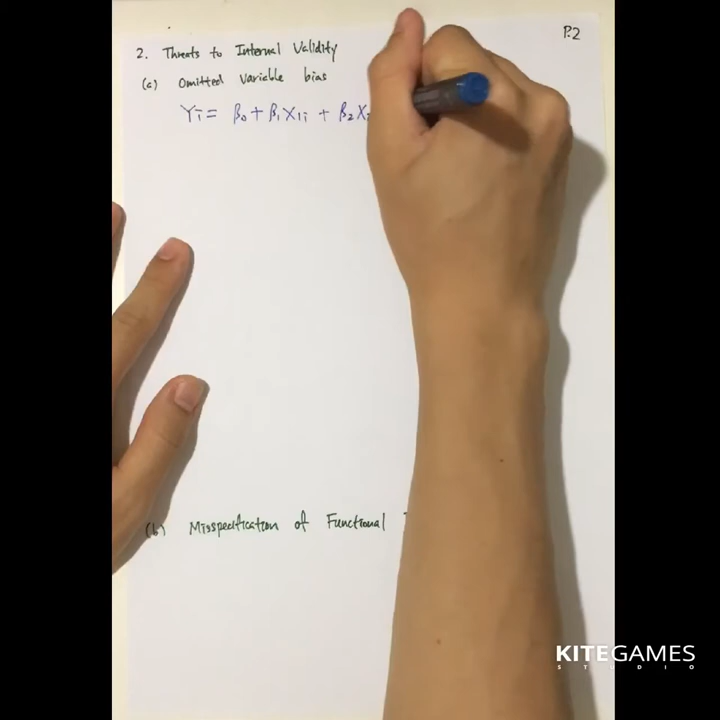 P.2
2. Threats to Internal Validity
(a) Omitted Variable bias
Yi = β₀ + β₁X₁i + β₂X
(b) Misspecification of Functional
KITEGAMES
STUDIO